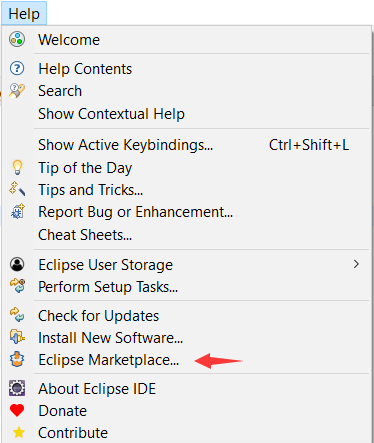 Help
Welcome
Help Contents
Search
Show Contextual Help
Show Active Keybindings... Ctrl+Shift+L
Tip of the Day
Tips and Tricks...
Report Bug or Enhancement...
Cheat Sheets...
Eclipse User Storage
Perform Setup Tasks...
Check for Updates
Install New Software...
Eclipse Marketplace...
About Eclipse IDE
Donate
Contribute